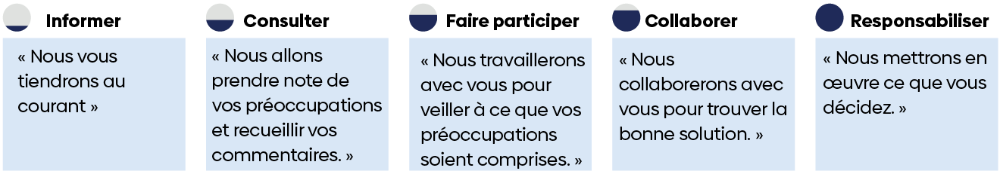 Informer
« Nous vous
tiendrons au
courant »
Consulter
« Nous allons
prendre note de
vos préoccupations
et recueillir vos
commentaires. »
Faire participer
« Nous travaillerons
avec vous pour
veiller à ce que vos
préoccupations
soient comprises. »
Collaborer
« Nous
collaborerons avec
vous pour trouver la
bonne solution. »
Responsabiliser
« Nous mettrons en
œuvre ce que vous
décidez. »